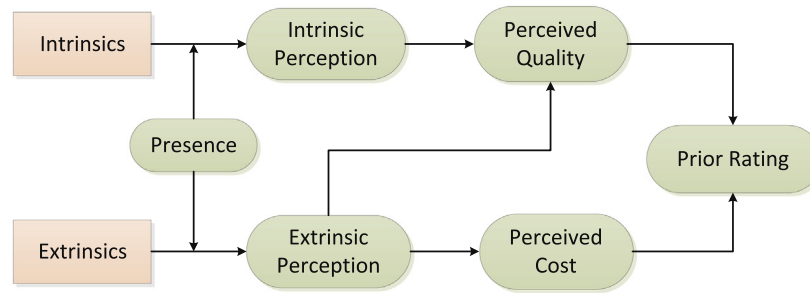 Intrinsics
Intrinsic
Perception
Perceived
Quality
Presence
Prior Rating
Extrinsics
Extrinsic
Perception
Perceived
Cost